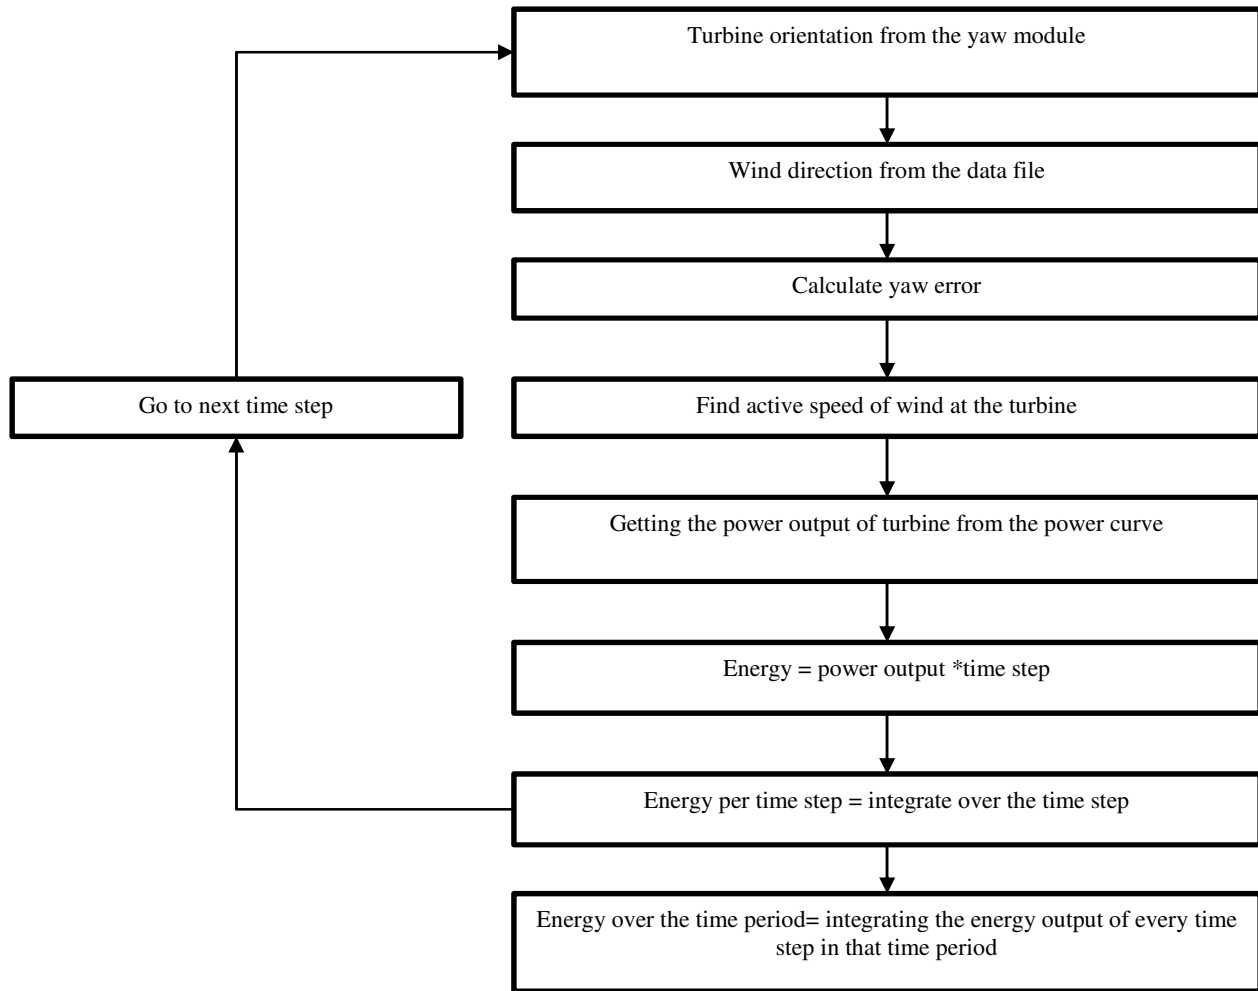 Turbine orientation from the yaw module
Wind direction from the data file
Calculate yaw error
Go to next time step
Find active speed of wind at the turbine
Getting the power output of turbine from the power curve
Energy = power output *time step
Energy per time step = integrate over the time step
Energy over the time period= integrating the energy output of every time
step in that time period